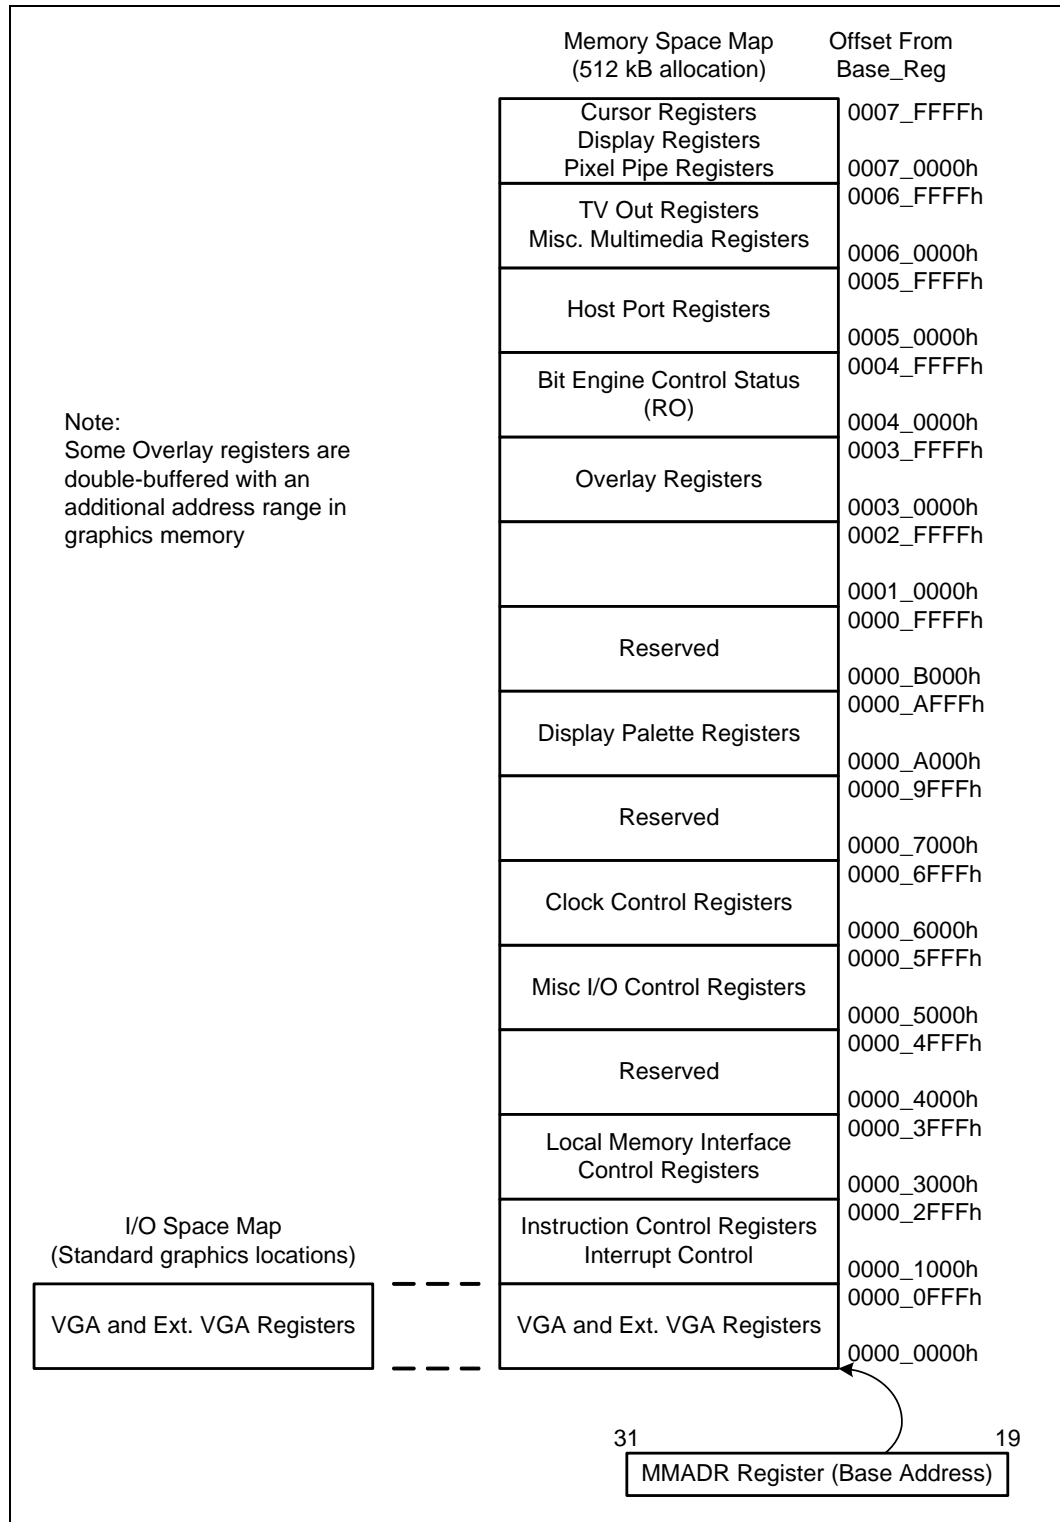 Memory Space Map
(512 kB allocation)
Offset From
Base_Reg
Cursor Registers
Display Registers
Pixel Pipe Registers
0007_FFFFh
0007_0000h
TV Out Registers
Misc. Multimedia Registers
0006_FFFFh
0006_0000h
Host Port Registers
0005_FFFFh
0005_0000h
Bit Engine Control Status
(RO)
0004_FFFFh
0004_0000h
Note:
Some Overlay registers are
double-buffered with an
additional address range in
graphics memory
Overlay Registers
0003_FFFFh
0003_0000h
0002_FFFFh
0001_0000h
Reserved
0000_FFFFh
0000_B000h
Display Palette Registers
0000_AFFFh
0000_A000h
Reserved
0000_9FFFh
0000_7000h
Clock Control Registers
0000_6FFFh
0000_6000h
Misc I/O Control Registers
0000_5FFFh
0000_5000h
Reserved
0000_4FFFh
0000_4000h
Local Memory Interface
Control Registers
0000_3FFFh
0000_3000h
Instruction Control Registers
Interrupt Control
0000_2FFFh
0000_1000h
I/O Space Map
(Standard graphics locations)
VGA and Ext. VGA Registers
VGA and Ext. VGA Registers
0000_0FFFh
0000_0000h
31
19
MMADR Register (Base Address)